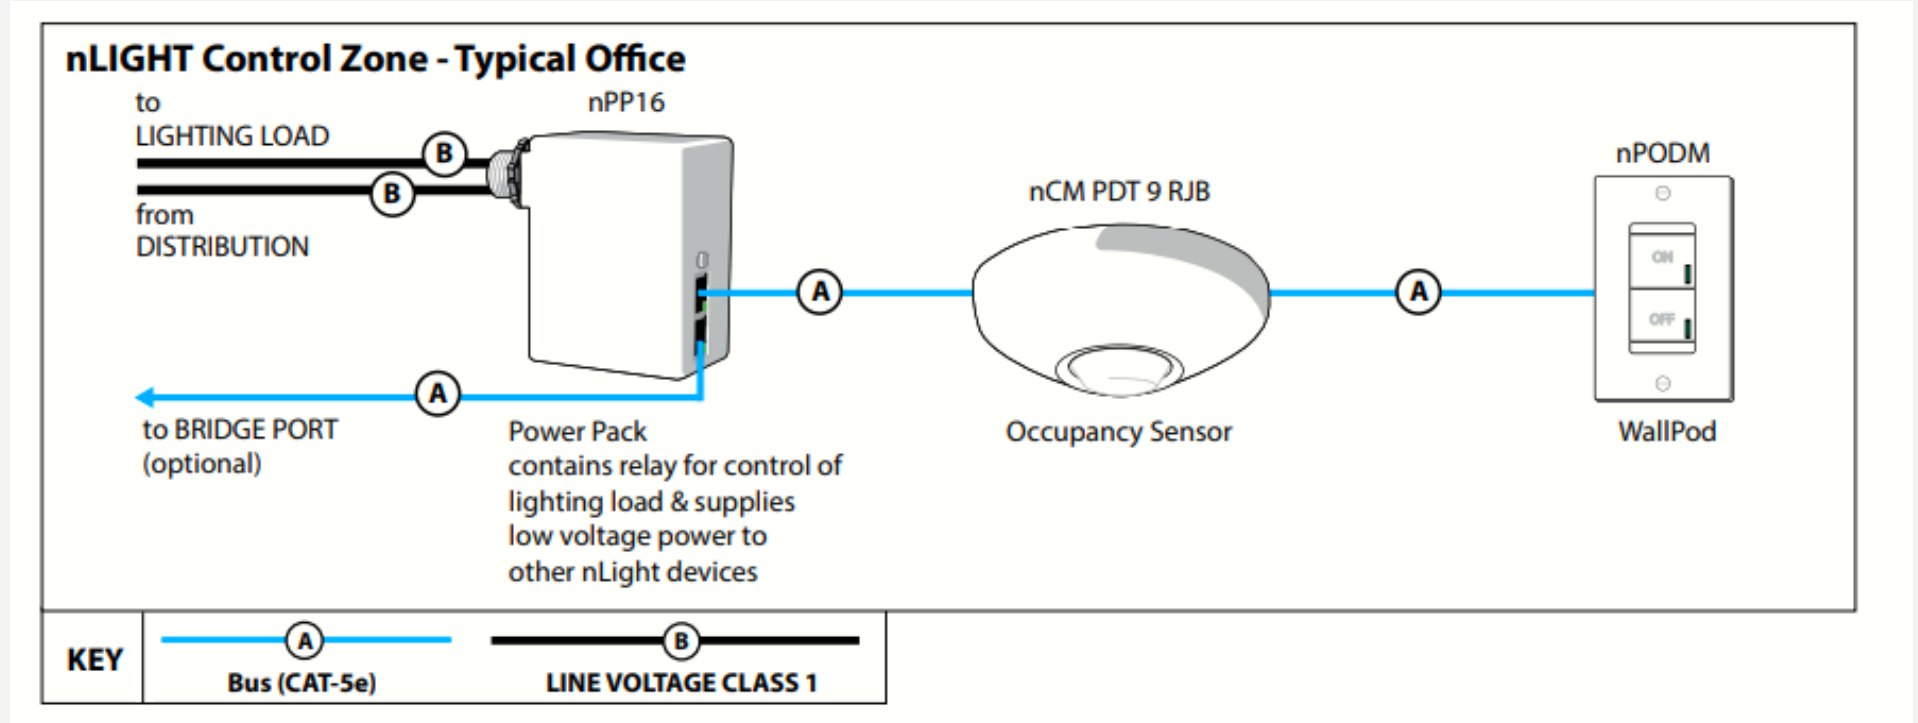 nLIGHT Control Zone - Typical Office
to
LIGHTING LOAD
nPP16
B
B
from
DISTRIBUTION
nCM PDT 9 RJB
nPODM
ON
OFF
A
A
A
to BRIDGE PORT
(optional)
Power Pack
contains relay for control of
lighting load & supplies
low voltage power to
other nLight devices
Occupancy Sensor
WallPod
KEY
A
Bus (CAT-5e)
B
LINE VOLTAGE CLASS 1